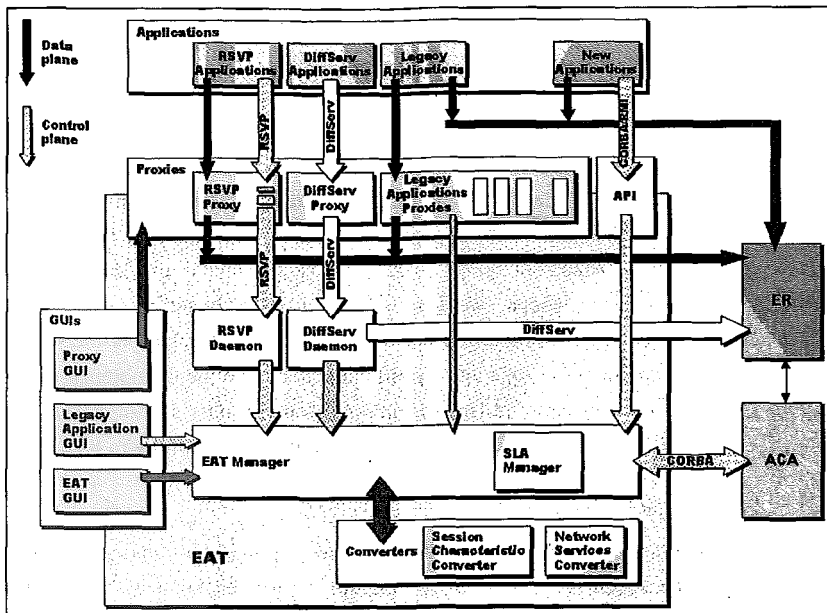 Applications
Data
plane
RSVP
Applications
DiffServ
Applications
Legacy
Applications
New
Applications
Control
plane
RSVP
DiffServ
CORBA/RMI
Proxies
RSVP
Proxy
DiffServ
Proxy
Legacy
Applications
Proxies
API
RSVP
DiffServ
ER
GUIs
Proxy
GUI
RSVP
Daemon
DiffServ
Daemon
DiffServ
Legacy
Application
GUI
EAT
GUI
EAT Manager
SLA
Manager
CORBA
ACA
EAT
Converters
Session
Characteristic
Converter
Network
Services
Converter